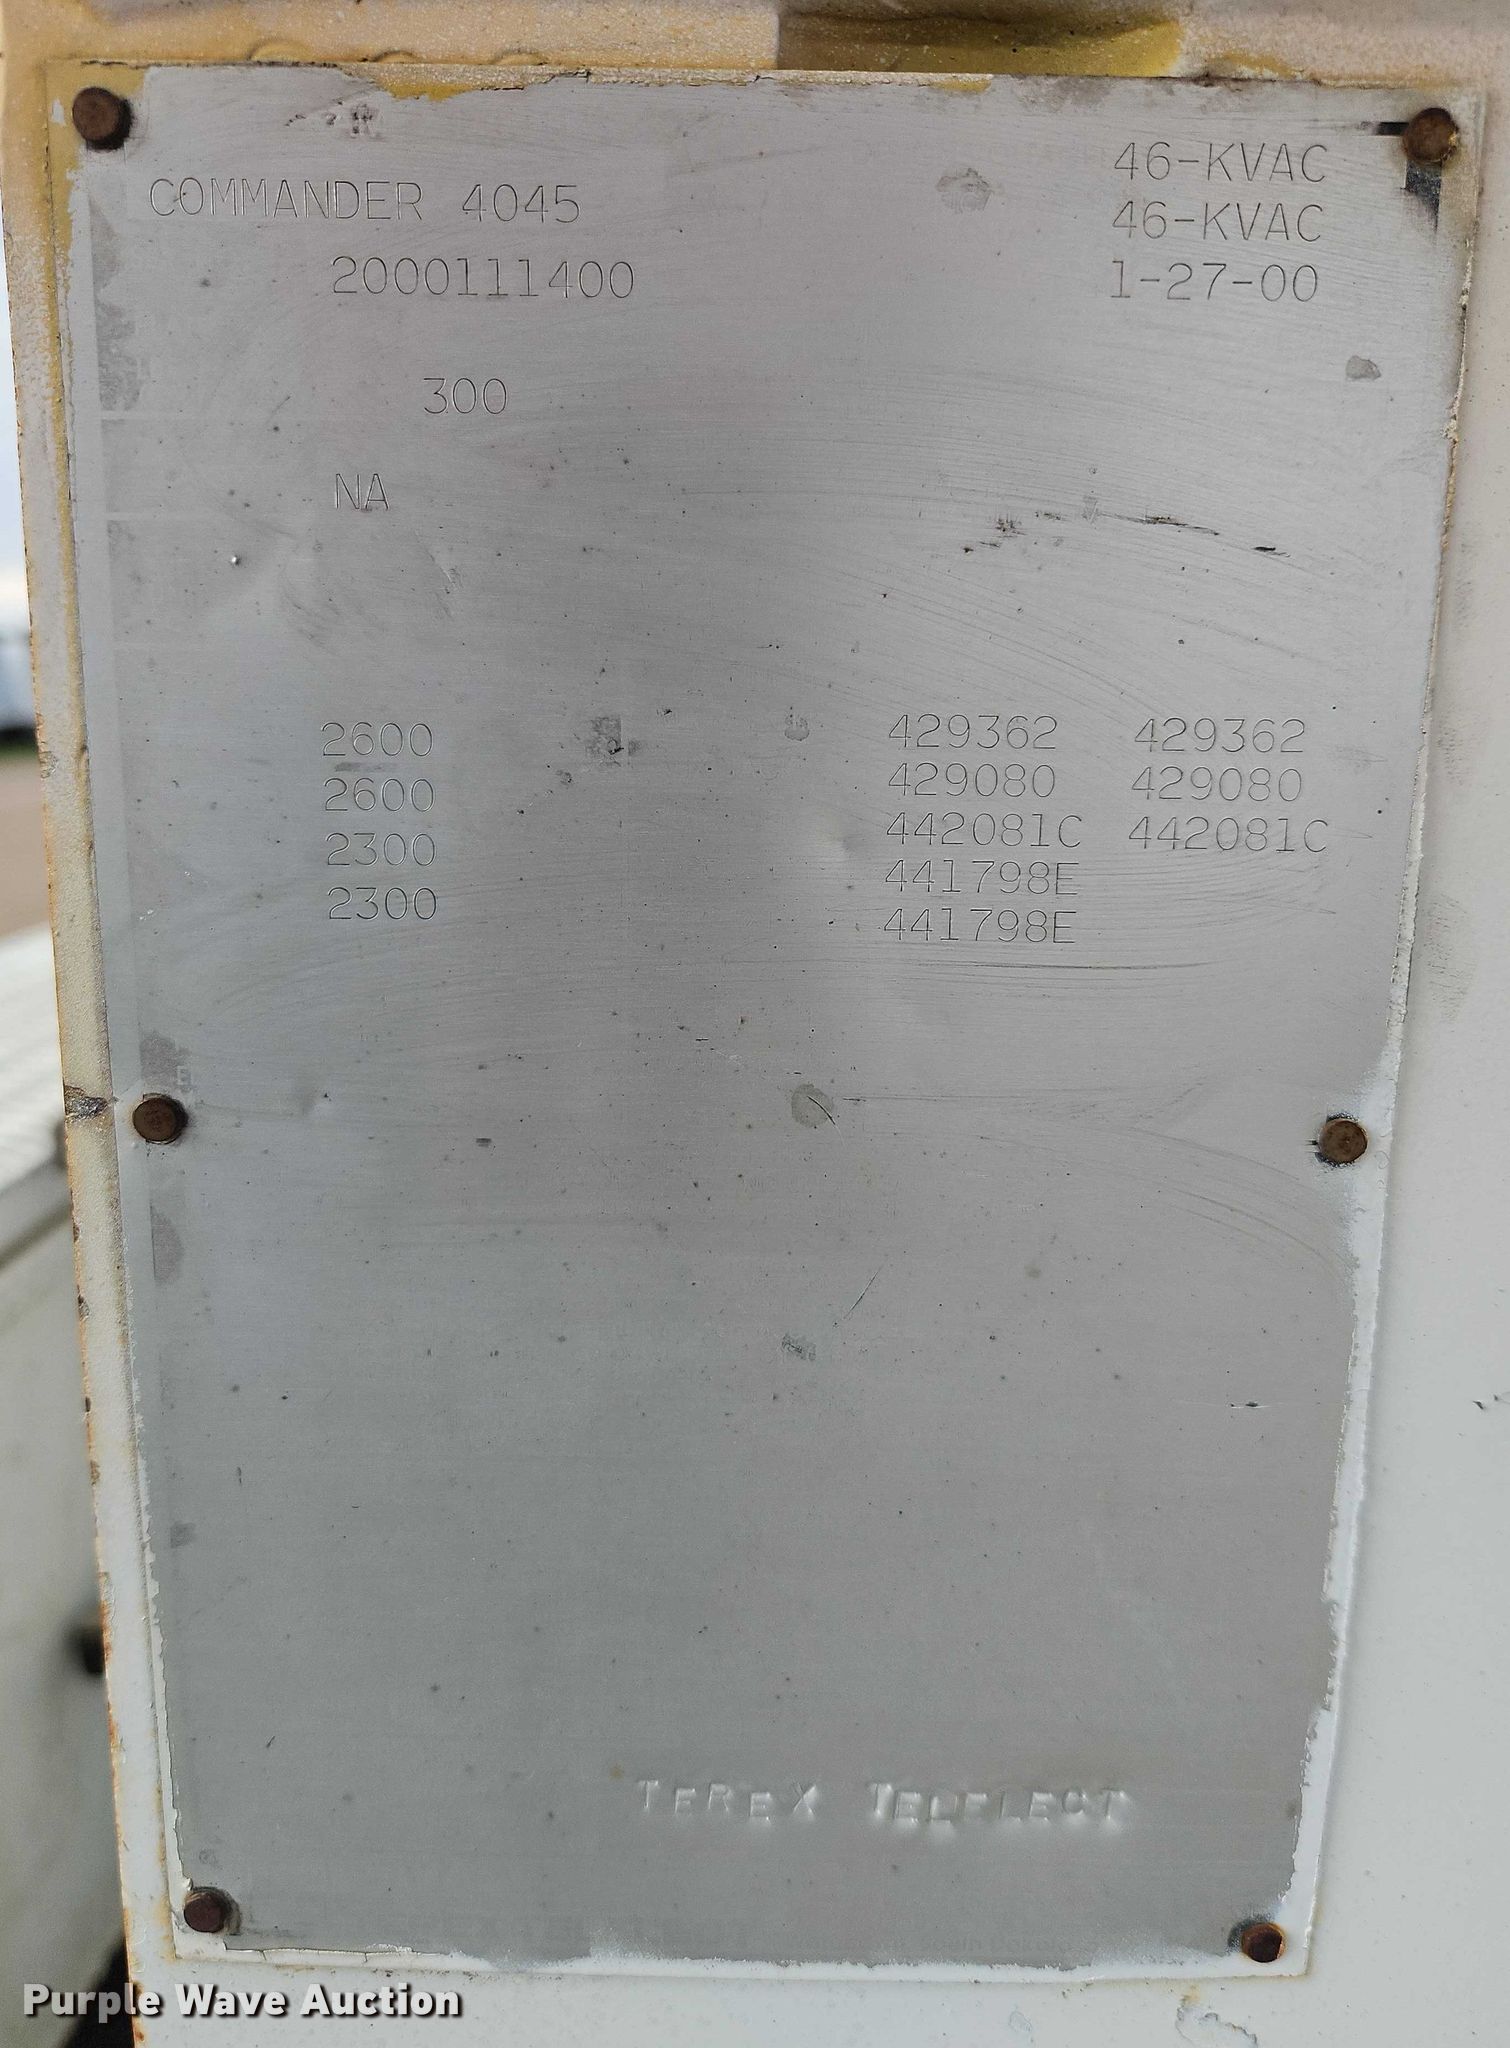 46-KVAC
COMMANDER 4045
46-KVAC
2000111400
1-27-00
300
NA
2600 429362 429362
2600 429080 429080
2300 442081C 442081C
2300 441798E
441798E
TEREX TELELECT
Purple Wave Auction